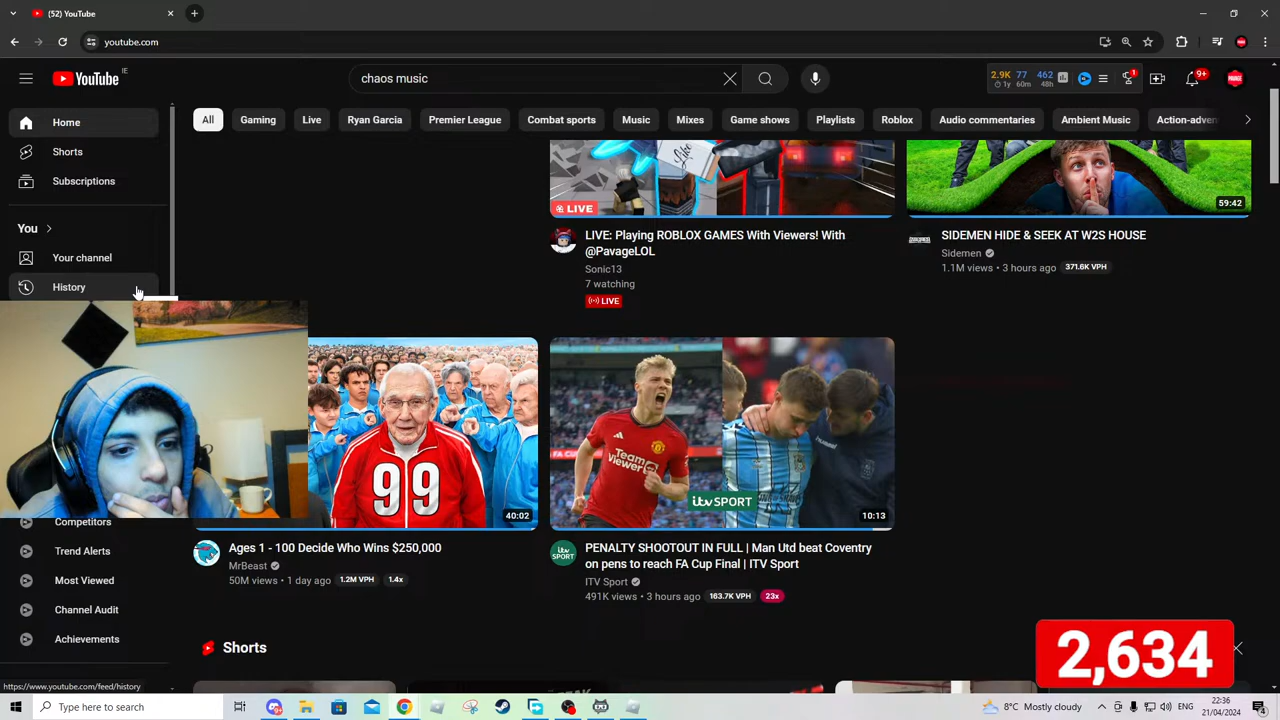 (52) YouTube
youtube.com
YouTube IE
chaos music
2.9K 77 462
1y 60m 48h
1
9+
Home
Shorts
Subscriptions
You
Your channel
History
All Gaming Live Ryan Garcia Premier League Combat sports Music Mixes Game shows Playlists Roblox Audio commentaries Ambient Music Action-adven
LIVE
LIVE: Playing ROBLOX GAMES With Viewers! With
@PavageLOL
Sonic13
7 watching
LIVE
59:42
SIDEMEN HIDE & SEEK AT W2S HOUSE
Sidemen
1.1M views • 3 hours ago 371.6K VPH
99
40:02
Ages 1 - 100 Decide Who Wins $250,000
MrBeast
50M views • 1 day ago 1.2M VPH 1.4x
Team
Viewer
itv SPORT
10:13
itv
SPORT
PENALTY SHOOTOUT IN FULL | Man Utd beat Coventry
on pens to reach FA Cup Final | ITV Sport
ITV Sport
491K views • 3 hours ago 163.7K VPH 23x
Competitors
Trend Alerts
Most Viewed
Channel Audit
Achievements
Shorts
2,634
https://www.youtube.com/feed/history
Type here to search
8°C Mostly cloudy
ENG
22:36
21/04/2024
4